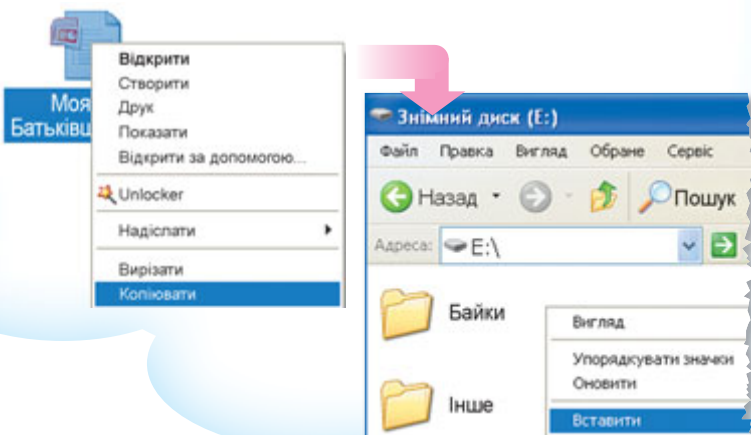 Моя
Батьківщ
Відкрити
Створити
Друк
Показати
Відкрити за допомогою...
Unlocker
Надіслати
Вирізати
Копіювати
Знімний диск (E:)
Файл Правка Вигляд Обране Сервіс
Назад Пошук
Адреса: E:\
Байки
Інше
Вигляд
Упорядкувати значки
Оновити
Вставити